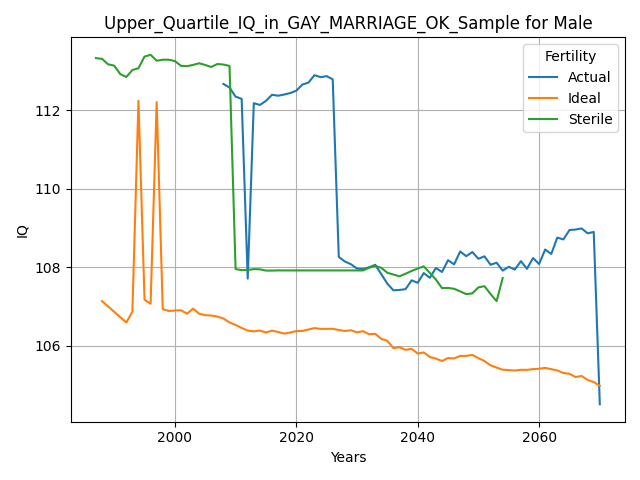 Upper_Quartile_IQ_in_GAY_MARRIAGE_OK_Sample for Male
Fertility
Actual
Ideal
Sterile
112
110
108
106
IQ
2000
2020
2040
2060
Years